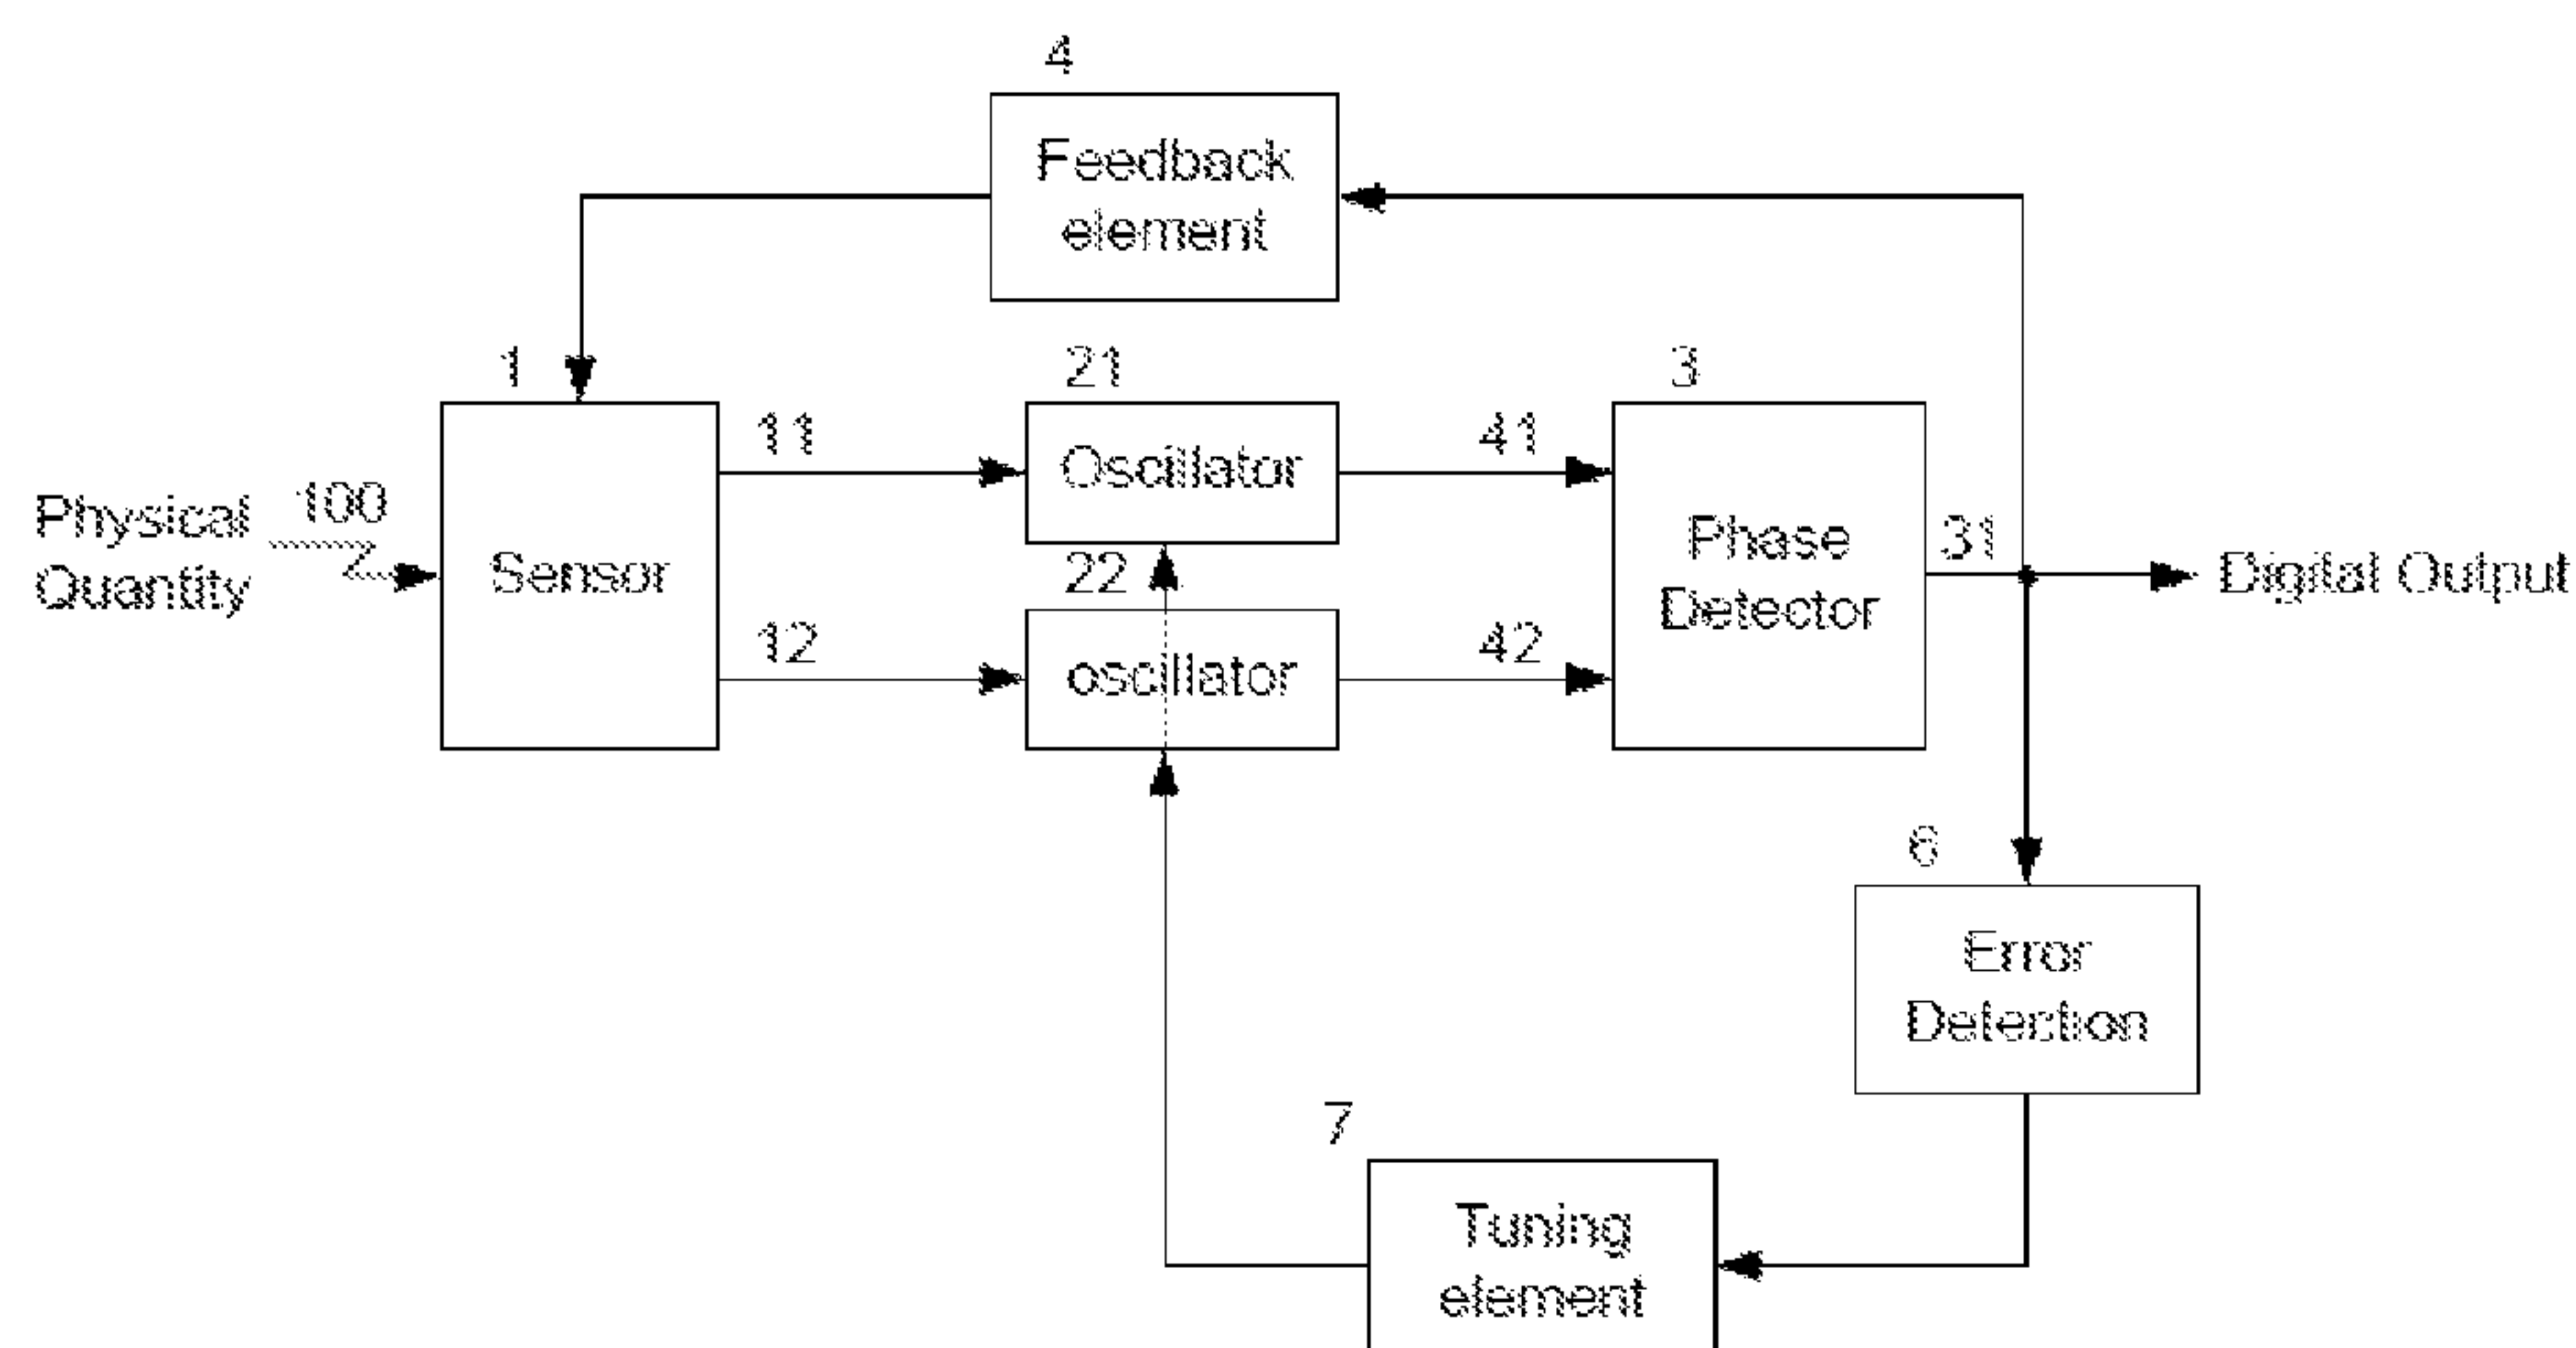 4
Feedback
element
1
21
3
11
Oscillator
41
Physical
Quantity
100
Sensor
22
Phase
Detector
31
Digital Output
12
oscillator
42
6
Error
Detection
7
Tuning
element